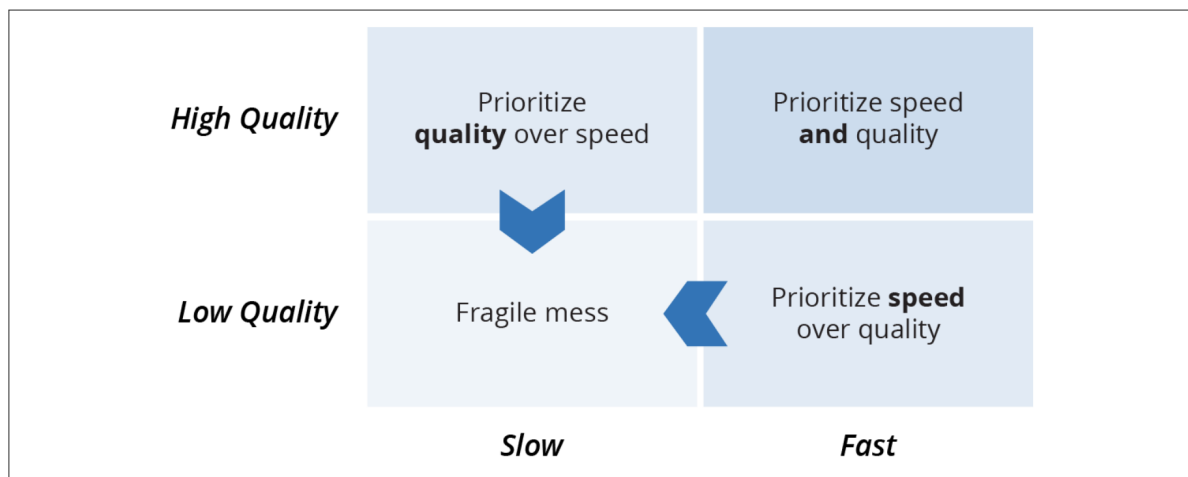 High Quality
Prioritize
quality over speed
Prioritize speed
and quality
Low Quality
Fragile mess
Prioritize speed
over quality
Slow
Fast